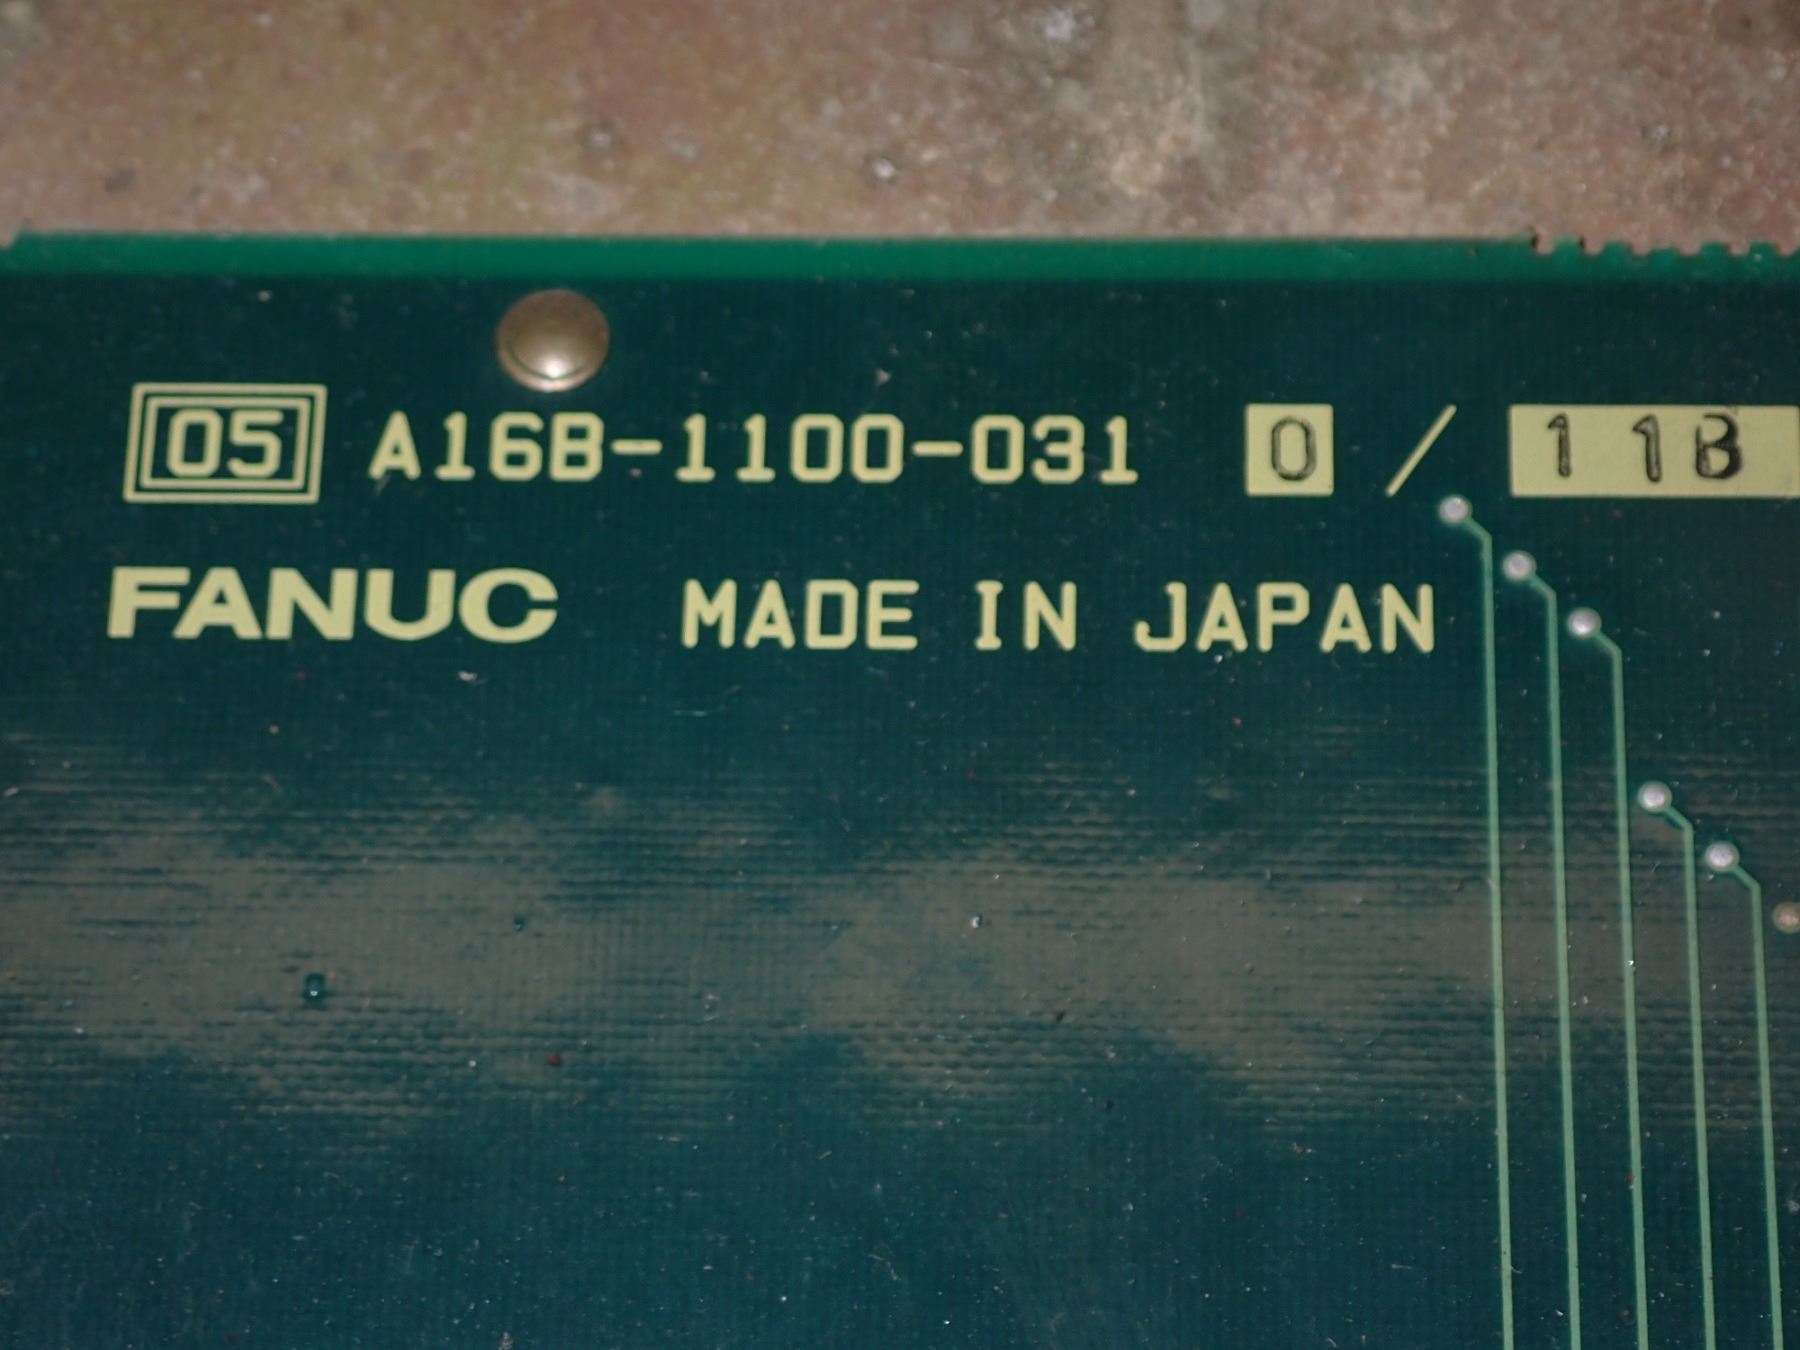 05 A16B-1100-031 0 / 11B
FANUC MADE IN JAPAN